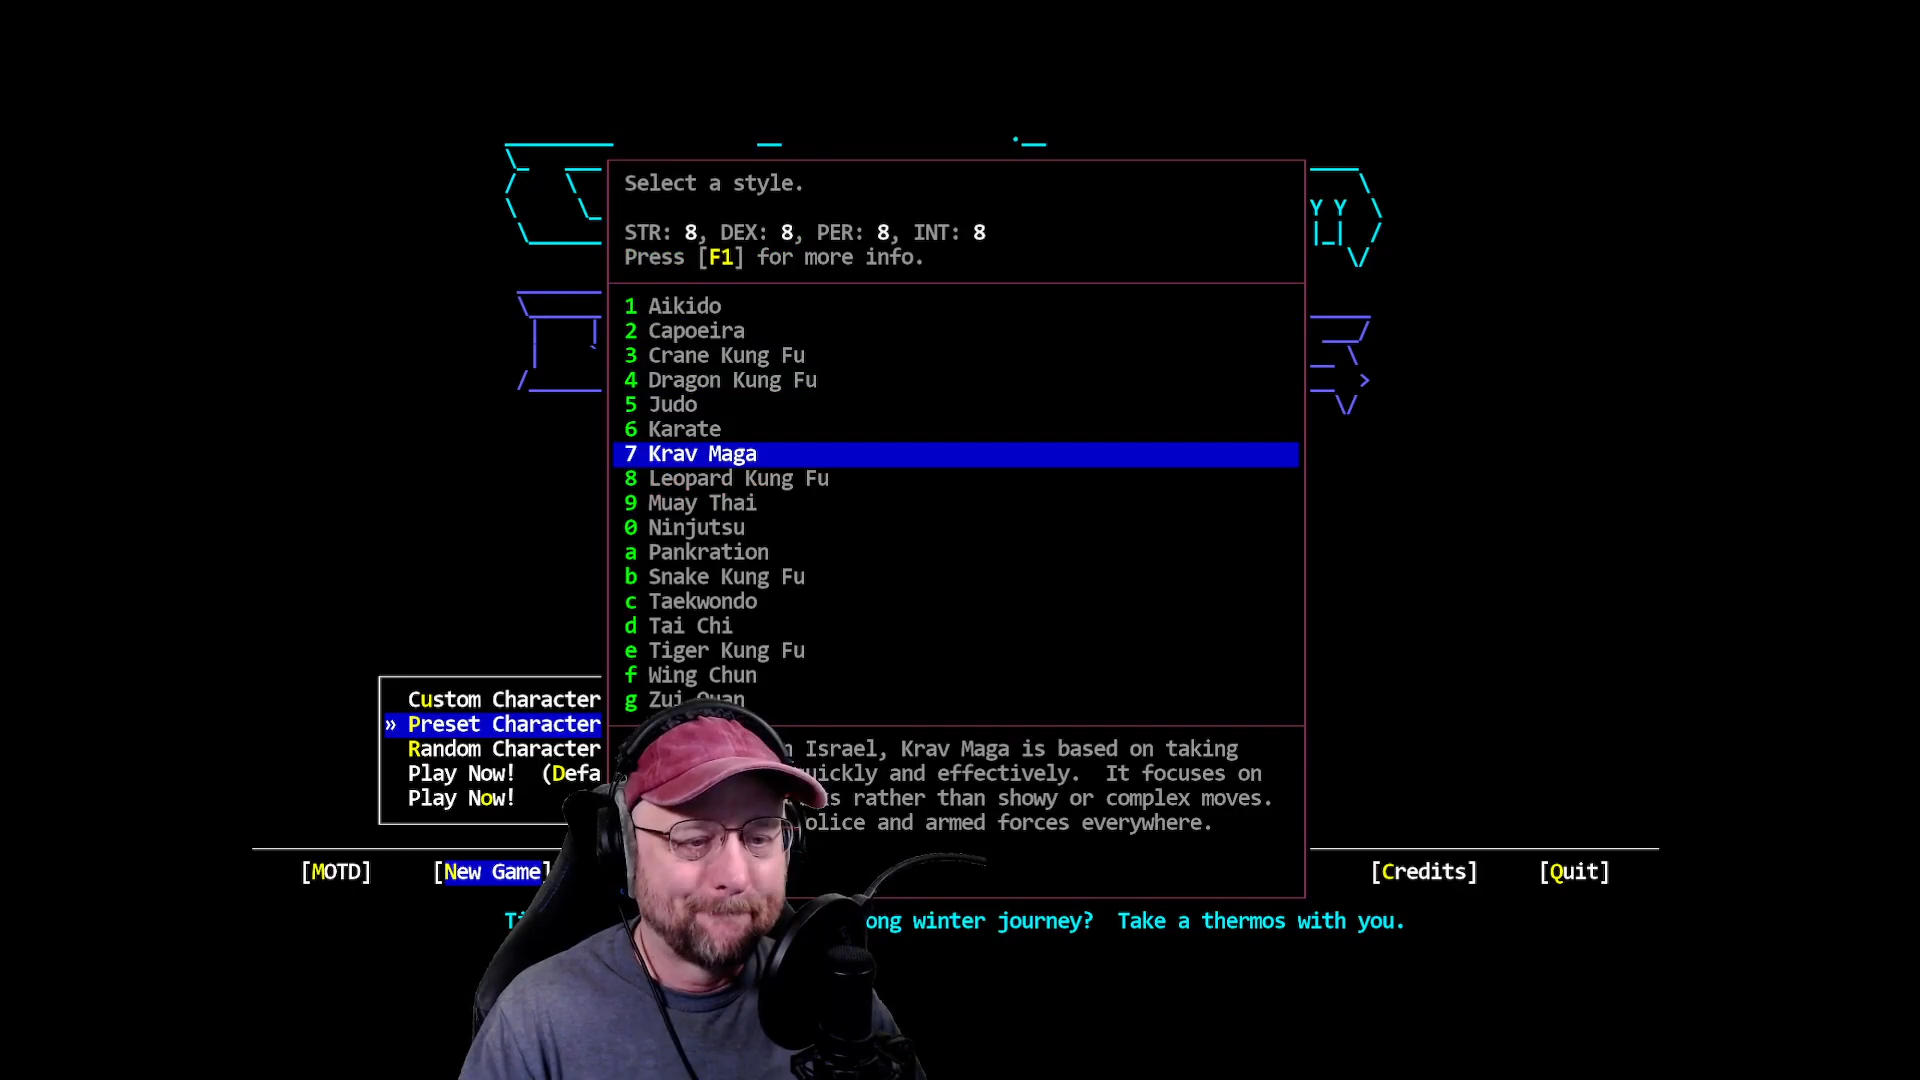 Select a style.
STR: 8, DEX: 8, PER: 8, INT: 8
Press [F1] for more info.
1 Aikido
2 Capoeira
3 Crane Kung Fu
4 Dragon Kung Fu
5 Judo
6 Karate
7 Krav Maga
8 Leopard Kung Fu
9 Muay Thai
0 Ninjutsu
a Pankration
b Snake Kung Fu
c Taekwondo
d Tai Chi
e Tiger Kung Fu
f Wing Chun
g Zui Quan
Custom Character
» Preset Character
Random Character
Play Now! (Defa
Play Now!
Israel, Krav Maga is based on taking
quickly and effectively. It focuses on
rather than showy or complex moves.
and armed forces everywhere.
[MOTD] [New Game] [Credits] [Quit]
winter journey? Take a thermos with you.